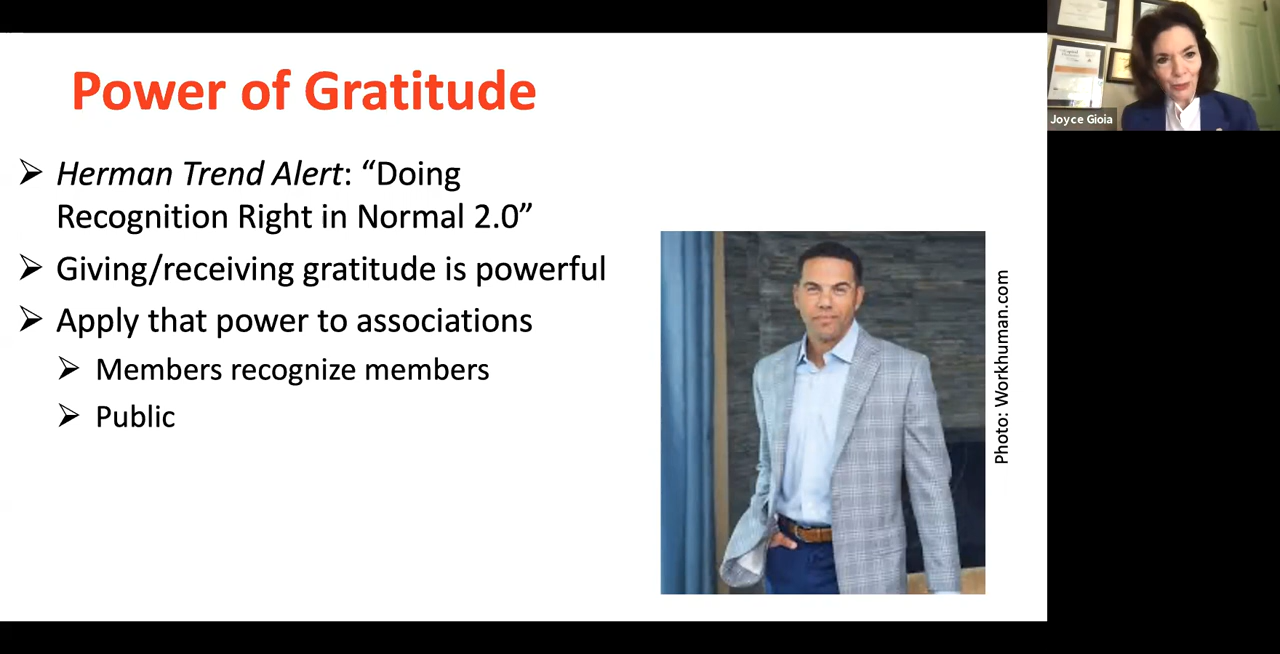 Power of Gratitude
➢ Herman Trend Alert: “Doing
Recognition Right in Normal 2.0”
➢ Giving/receiving gratitude is powerful
➢ Apply that power to associations
➢ Members recognize members
➢ Public
Photo: Workhuman.com
Joyce Gioia